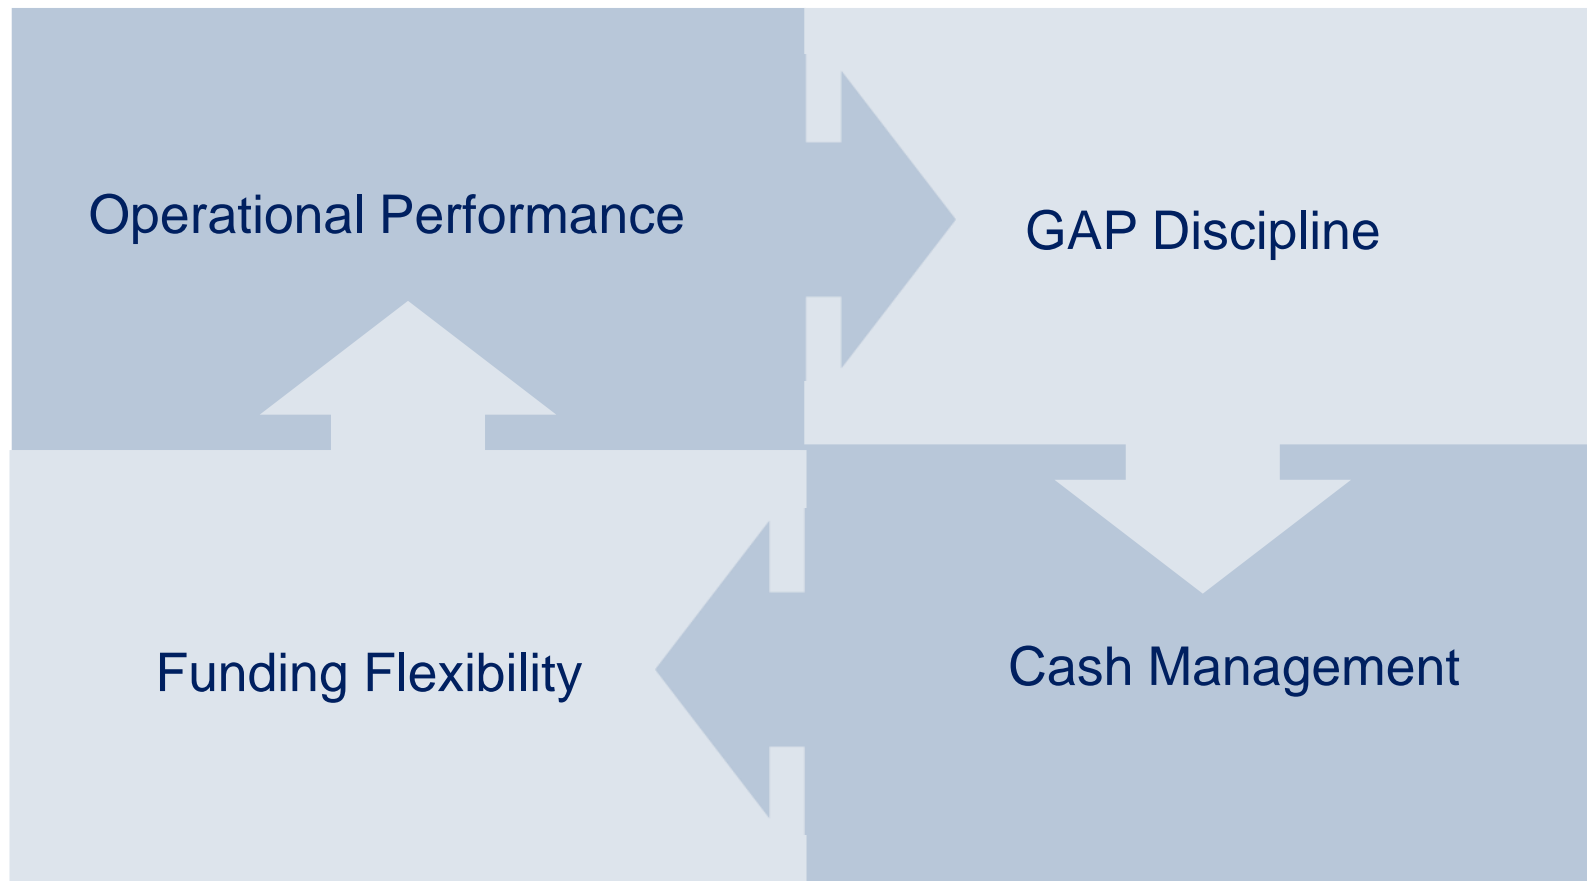 Operational Performance
GAP Discipline
Funding Flexibility
Cash Management